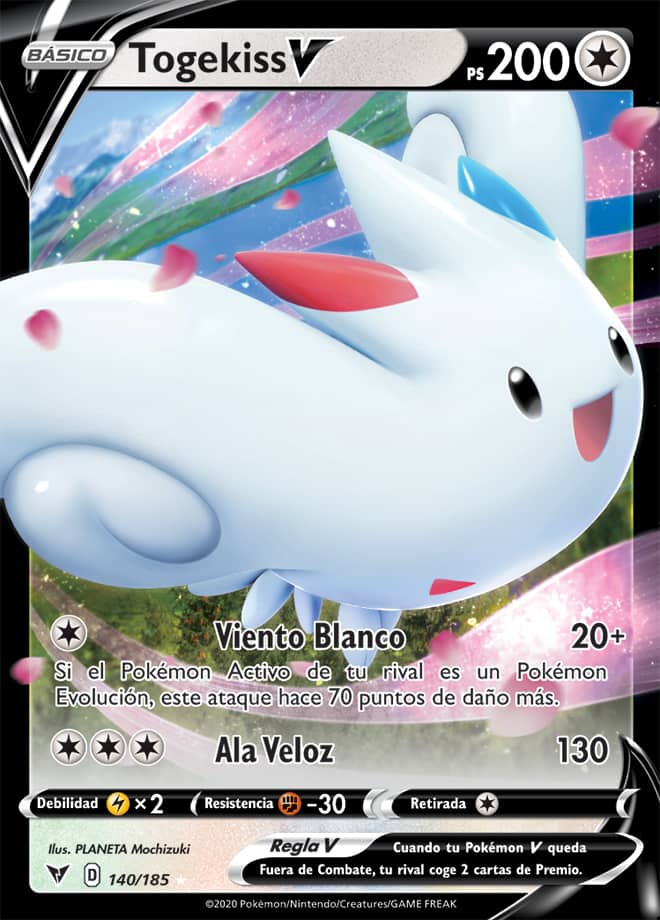 BÁSICO Togekiss V PS 200
Viento Blanco 20+
Si el Pokémon Activo de tu rival es un Pokémon
Evolución, este ataque hace 70 puntos de daño más.
Ala Veloz 130
Debilidad ×2 Resistencia -30 Retirada
Ilus. PLANETA Mochizuki
Regla V Cuando tu Pokémon V queda
Fuera de Combate, tu rival coge 2 cartas de Premio.
D 140/185
©2020 Pokémon/Nintendo/Creatures/GAME FREAK